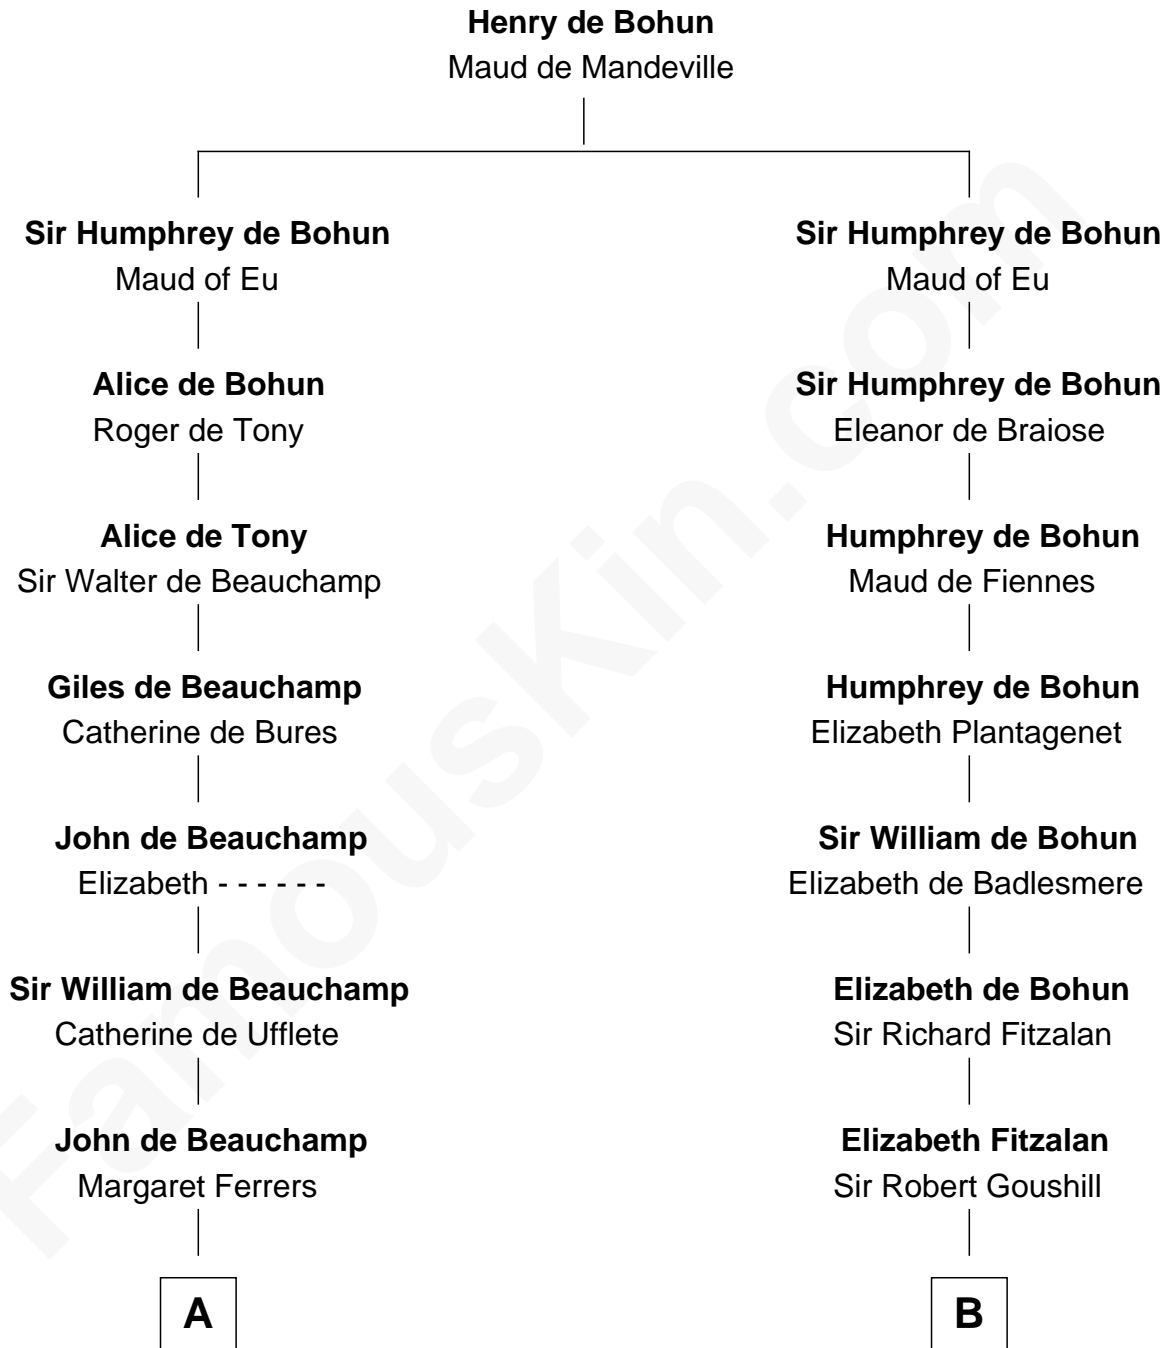 Henry de Bohun
Maud de Mandeville
Sir Humphrey de Bohun
Maud of Eu
Sir Humphrey de Bohun
Maud of Eu
Alice de Bohun
Roger de Tony
Sir Humphrey de Bohun
Eleanor de Braiose
Alice de Tony
Sir Walter de Beauchamp
Humphrey de Bohun
Maud de Fiennes
Giles de Beauchamp
Catherine de Bures
Humphrey de Bohun
Elizabeth Plantagenet
John de Beauchamp
Elizabeth - - - - - -
Sir William de Bohun
Elizabeth de Badlesmere
Sir William de Beauchamp
Catherine de Ufflete
Elizabeth de Bohun
Sir Richard Fitzalan
John de Beauchamp
Margaret Ferrers
Elizabeth Fitzalan
Sir Robert Goushill
A
B
FamousKin.com